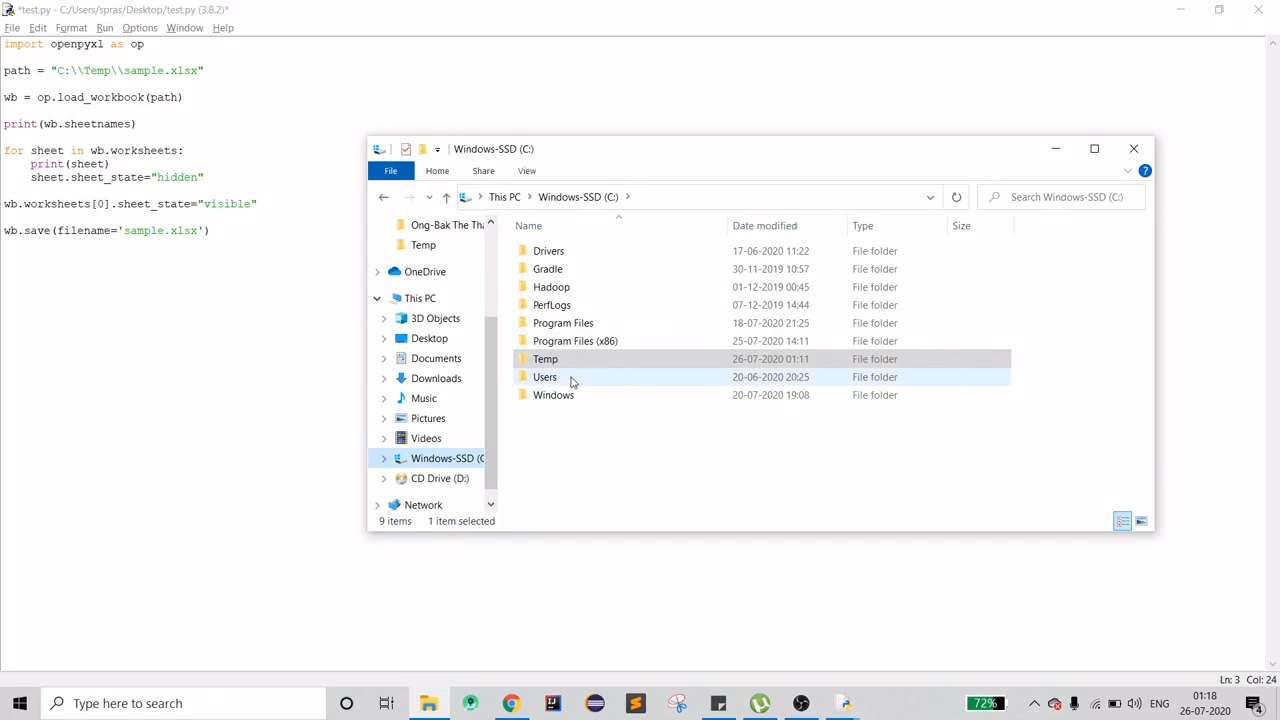 *test.py - C:/Users/spras/Desktop/test.py (3.8.2)*
File Edit Format Run Options Window Help
import openpyxl as op
path = "C:\\Temp\\sample.xlsx"
wb = op.load_workbook(path)
print(wb.sheetnames)
for sheet in wb.worksheets:
    print(sheet)
    sheet.sheet_state="hidden"
wb.worksheets[0].sheet_state="visible"
wb.save(filename='sample.xlsx')
Windows-SSD (C:)
File Home Share View
This PC Windows-SSD (C:)
Search Windows-SSD (C:)
Ong-Bak The Tha
Temp
OneDrive
This PC
3D Objects
Desktop
Documents
Downloads
Music
Pictures
Videos
Windows-SSD (C
CD Drive (D:)
Network
Name Date modified Type Size
Drivers 17-06-2020 11:22 File folder
Gradle 30-11-2019 10:57 File folder
Hadoop 01-12-2019 00:45 File folder
PerfLogs 07-12-2019 14:44 File folder
Program Files 18-07-2020 21:25 File folder
Program Files (x86) 25-07-2020 14:11 File folder
Temp 26-07-2020 01:11 File folder
Users 20-06-2020 20:25 File folder
Windows 20-07-2020 19:08 File folder
9 items 1 item selected
Ln: 3 Col: 24
Type here to search
72%
ENG
01:18
26-07-2020
4